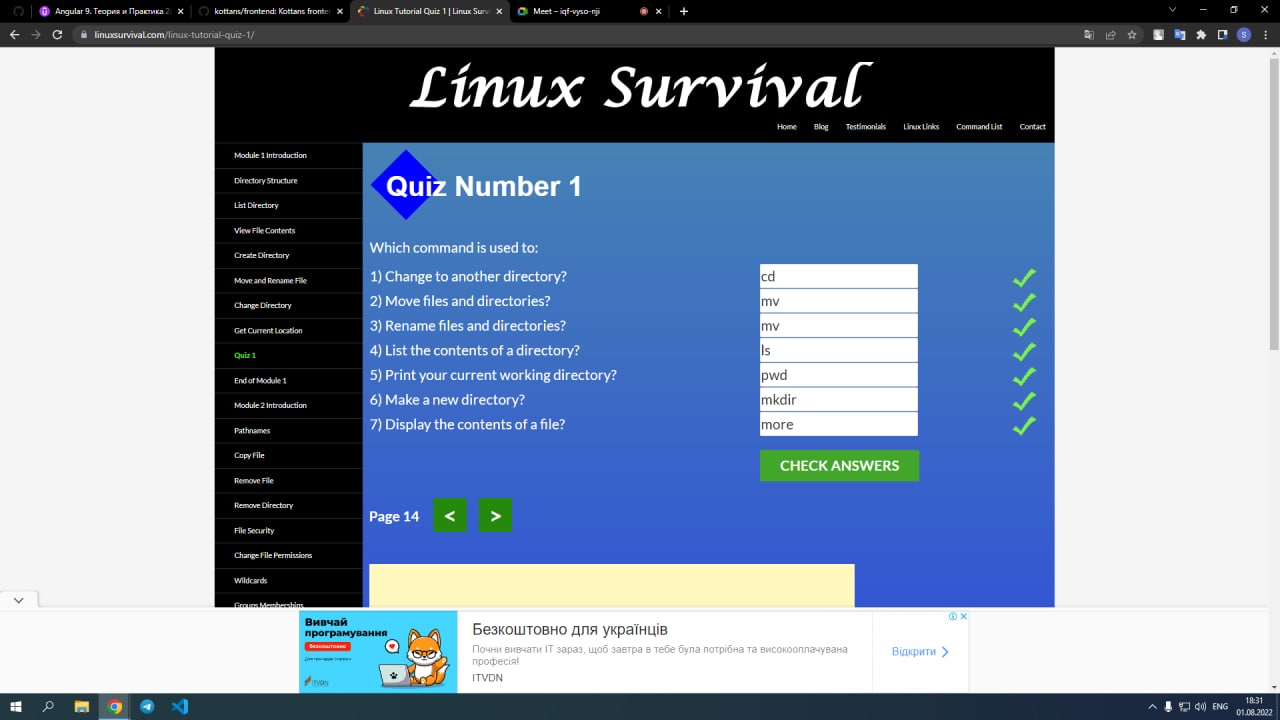 Angular 9. Теория и Практика 2
kottans/frontend: Kottans fronte
Linux Tutorial Quiz 1 | Linux Surv
Meet – iqf-vyso-nji
linuxsurvival.com/linux-tutorial-quiz-1/
S
Linux Survival
Home Blog Testimonials Linux Links Command List Contact
Module 1 Introduction
Directory Structure
List Directory
View File Contents
Create Directory
Move and Rename File
Change Directory
Get Current Location
Quiz 1
End of Module 1
Module 2 Introduction
Pathnames
Copy File
Remove File
Remove Directory
File Security
Change File Permissions
Wildcards
Groups Memberships
Quiz Number 1
Which command is used to:
1) Change to another directory? cd
2) Move files and directories? mv
3) Rename files and directories? mv
4) List the contents of a directory? ls
5) Print your current working directory? pwd
6) Make a new directory? mkdir
7) Display the contents of a file? more
CHECK ANSWERS
Page 14 < >
Вивчай
програмування
Безкоштовно
ITVDN
Безкоштовно для українців
Почни вивчати IT зараз, щоб завтра в тебе була потрібна та високооплачувана
професія!
ITVDN
Відкрити
ENG
18:31
01.08.2022